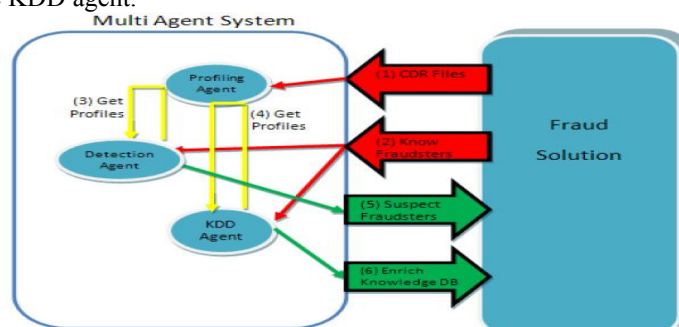 KDD agent.
Multi Agent System
Profiling
Agent
(1) CDR Files
(3) Get
Profiles
(4) Get
Profiles
(2) Know
Fraudsters
Detection
Agent
Fraud
Solution
(5) Suspect
Fraudsters
KDD
Agent
(6) Enrich
Knowledge DB